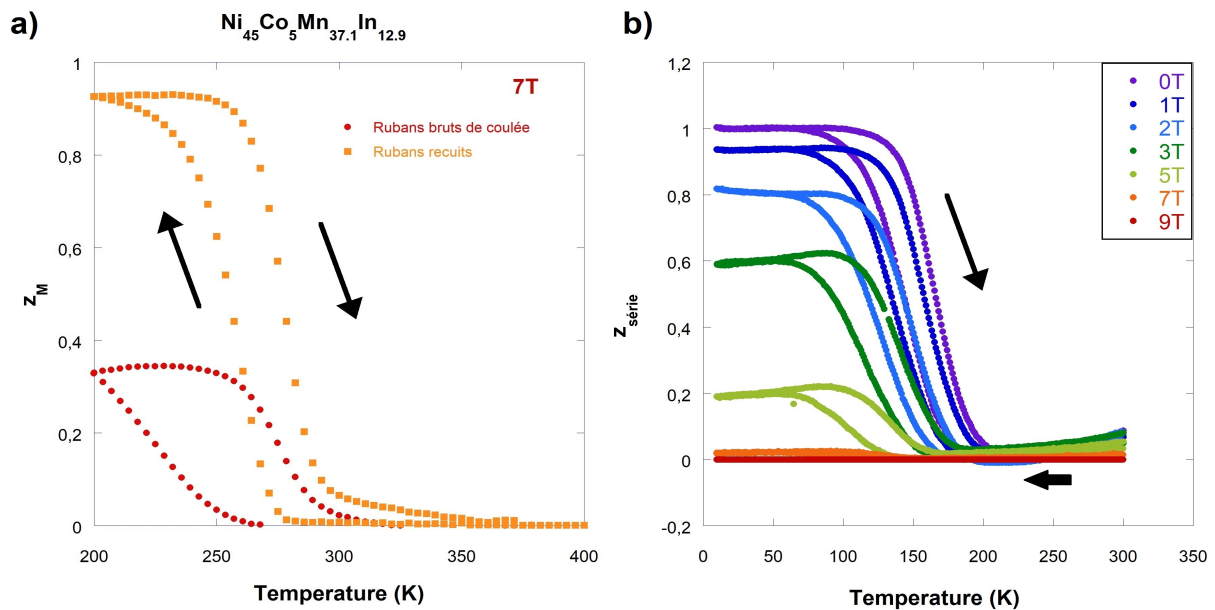 a)
Ni45Co5Mn37.1In12.9
7T
Rubans bruts de coulée
Rubans recuits
1
0,8
0,6
0,4
0,2
0
zM
200
250
300
350
400
Temperature (K)
b)
1,2
1
0,8
0,6
0,4
0,2
0
-0,2
zsérie
0T
1T
2T
3T
5T
7T
9T
0
50
100
150
200
250
300
350
Temperature (K)